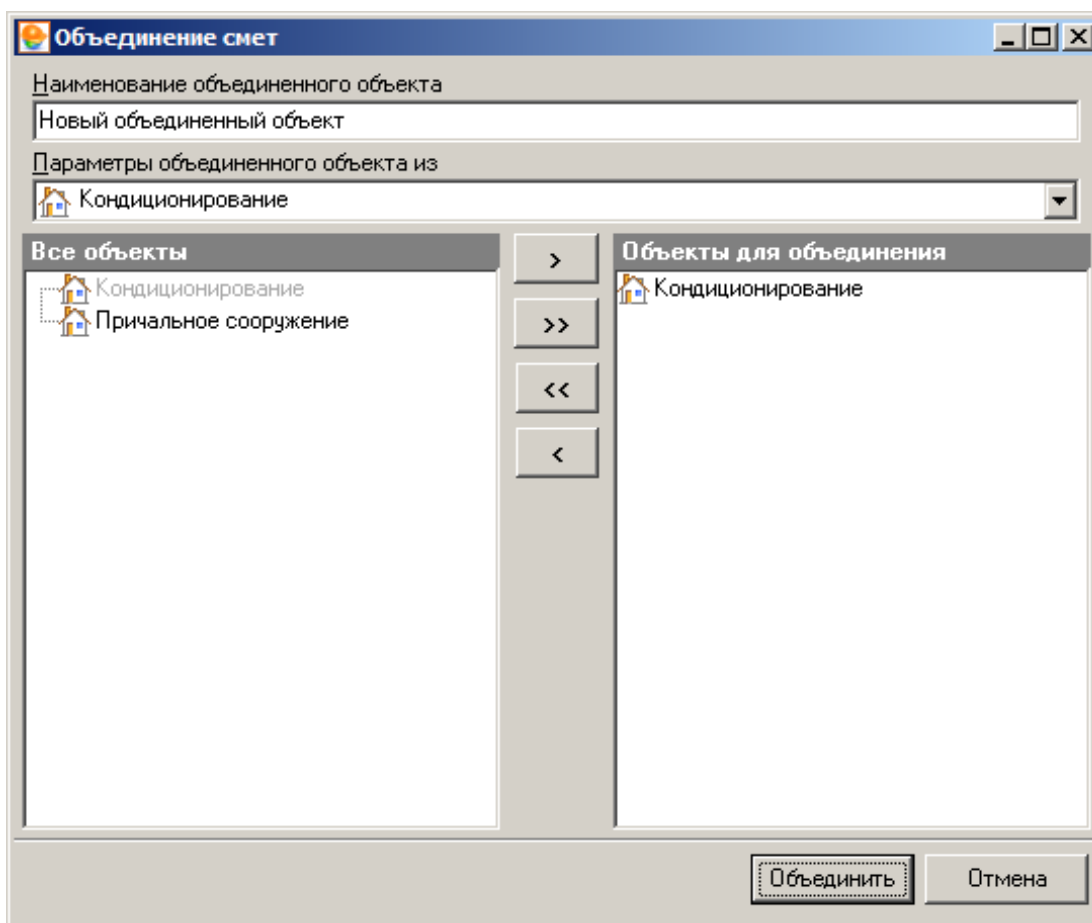 Объединение смет
Наименование объединенного объекта
Новый объединенный объект
Параметры объединенного объекта из
Кондиционирование
Все объекты
Кондиционирование
Причальное сооружение
>
>>
<<
<
Объекты для объединения
Кондиционирование
Объединить
Отмена